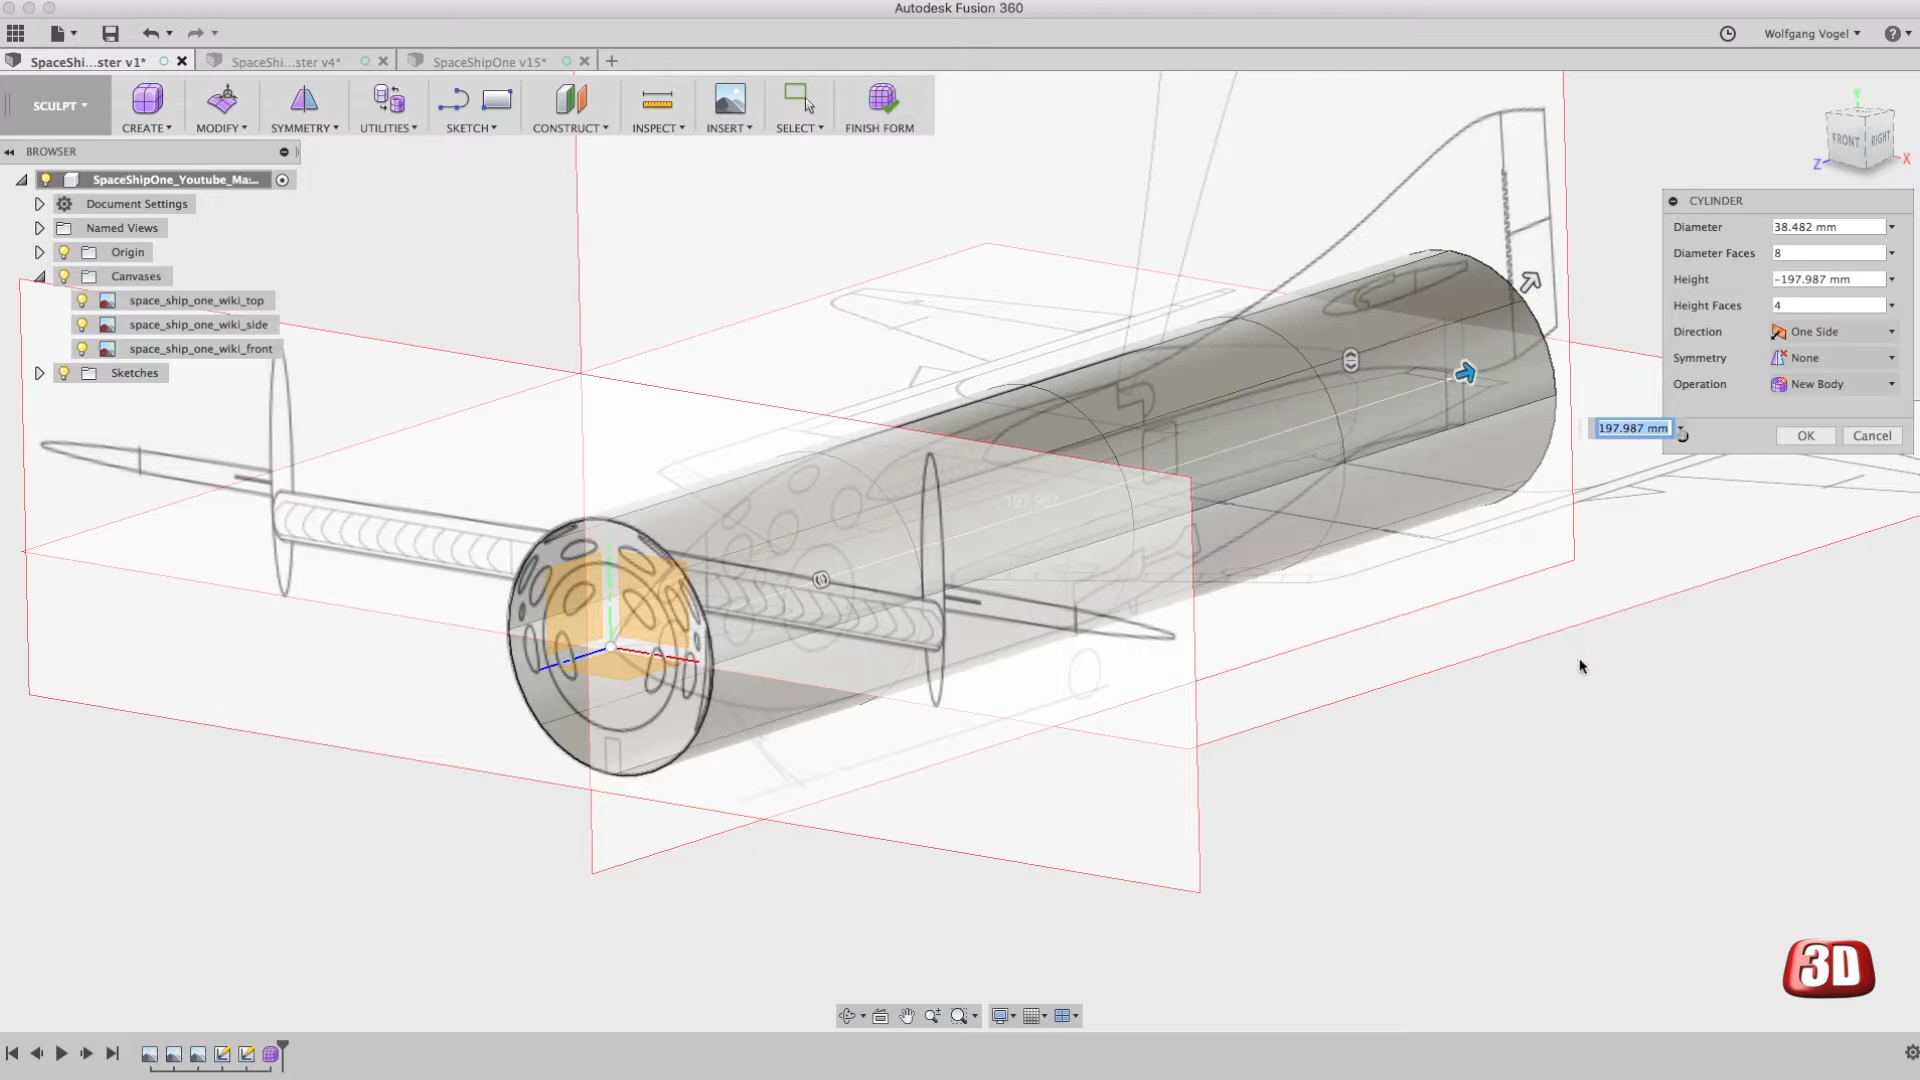 Autodesk Fusion 360
Wolfgang Vogel
SpaceShi...ster v1*
SpaceShi...ster v4*
SpaceShipOne v15*
SCULPT
CREATE
MODIFY
SYMMETRY
UTILITIES
SKETCH
CONSTRUCT
INSPECT
INSERT
SELECT
FINISH FORM
BROWSER
SpaceShipOne_Youtube_Ma:...
Document Settings
Named Views
Origin
Canvases
space_ship_one_wiki_top
space_ship_one_wiki_side
space_ship_one_wiki_front
Sketches
FRONT
RIGHT
Y
Z
X
CYLINDER
Diameter 38.482 mm
Diameter Faces 8
Height -197.987 mm
Height Faces 4
Direction One Side
Symmetry None
Operation New Body
OK Cancel
197.987 mm
197.987
3D